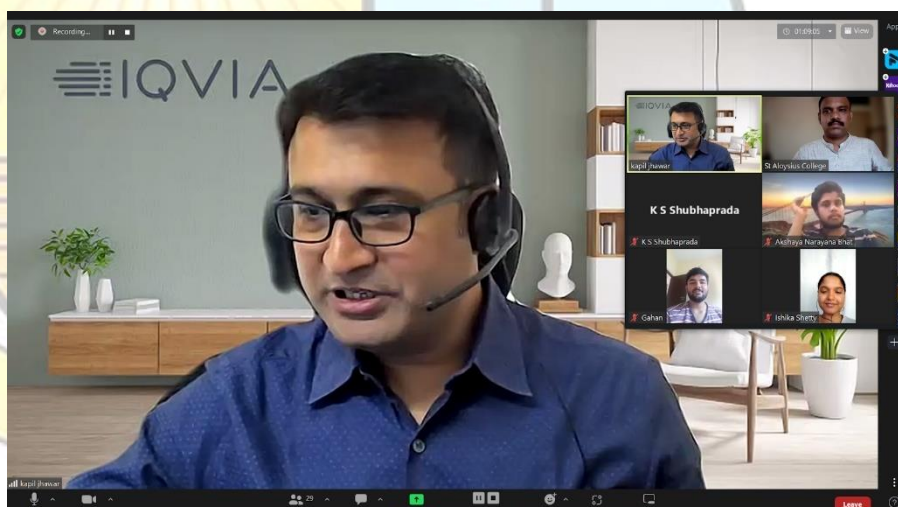 Recording...
01:09:05
View
App
IQVIA
IQVIA
kapil jhawar
St Aloysius College
K S Shubhaprada
K S Shubhaprada
Akshaya Narayana Bhat
Gahan
Ishika Shetty
kapil jhawar
29
Leave